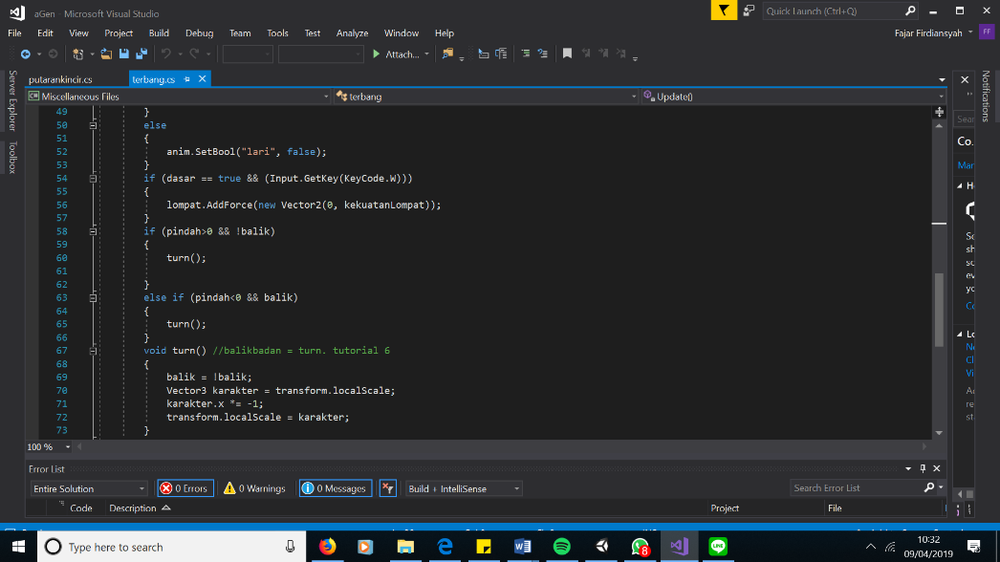 aGen - Microsoft Visual Studio
Quick Launch (Ctrl+Q)
File Edit View Project Build Debug Team Tools Test Analyze Window Help
Fajar Firdiansyah FF
Attach...
Server Explorer
Toolbox
Notifications
putarankincir.cs terbang.cs
Miscellaneous Files terbang Update()
49 }
50 else
51 {
52 anim.SetBool("lari", false);
53 }
54 if (dasar == true && (Input.GetKey(KeyCode.W)))
55 {
56 lompat.AddForce(new Vector2(0, kekuatanLompat));
57 }
58 if (pindah>0 && !balik)
59 {
60 turn();
61
62 }
63 else if (pindah<0 && balik)
64 {
65 turn();
66 }
67 void turn() //balikbadan = turn. tutorial 6
68 {
69 balik = !balik;
70 Vector3 karakter = transform.localScale;
71 karakter.x *= -1;
72 transform.localScale = karakter;
73 }
100 %
Sear
Co.
Mar
H
So
sh
so
ev
yo
Co
Lo
Ne
Cl
Vi
Ac
re
st
Error List
Entire Solution 0 Errors 0 Warnings 0 Messages Build + IntelliSense Search Error List
Code Description Project File
Type here to search
8
10:32
09/04/2019